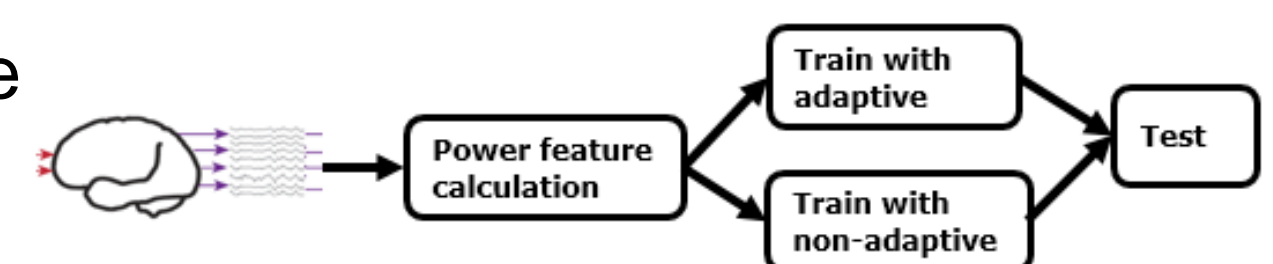 e
Power feature
calculation
Train with
adaptive
Train with
non-adaptive
Test